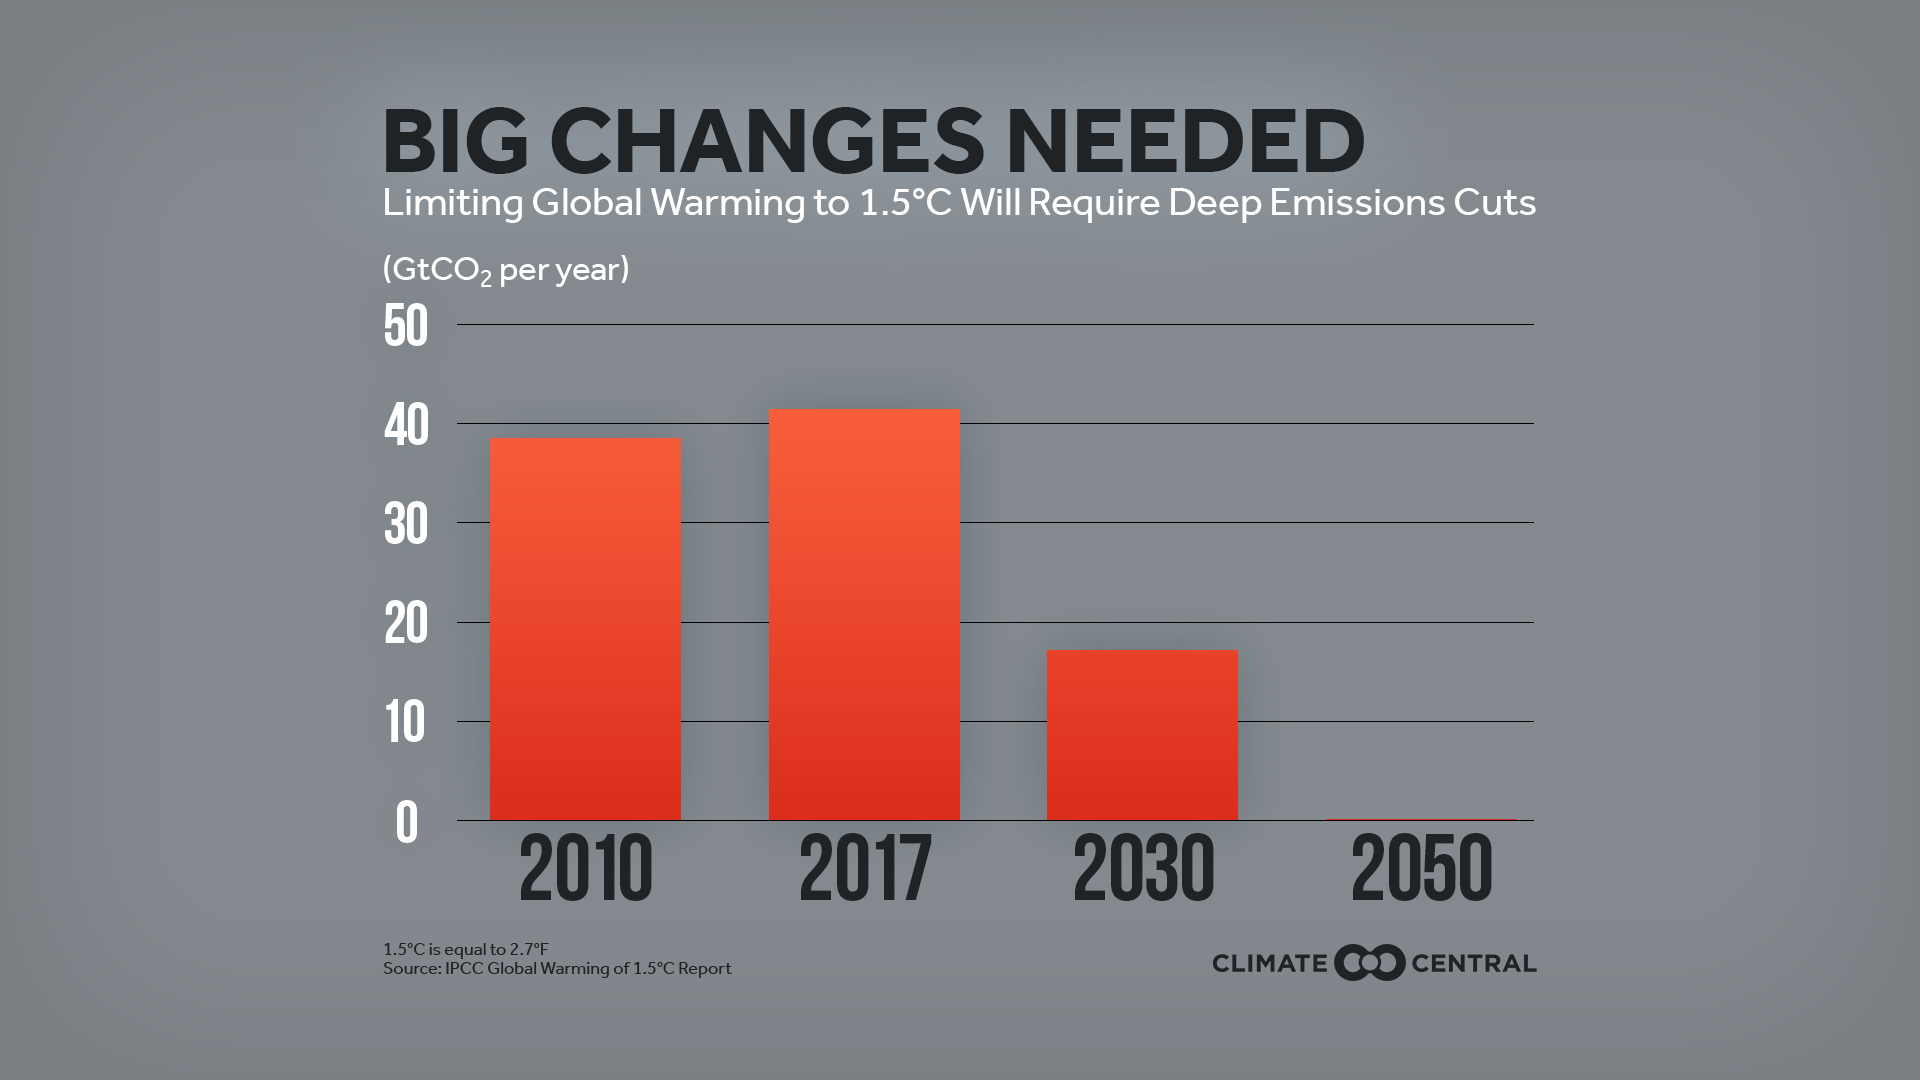 BIG CHANGES NEEDED
Limiting Global Warming to 1.5°C Will Require Deep Emissions Cuts
(GtCO₂ per year)
50
40
30
20
10
0
2010 2017 2030 2050
1.5°C is equal to 2.7°F
Source: IPCC Global Warming of 1.5°C Report
CLIMATE CENTRAL